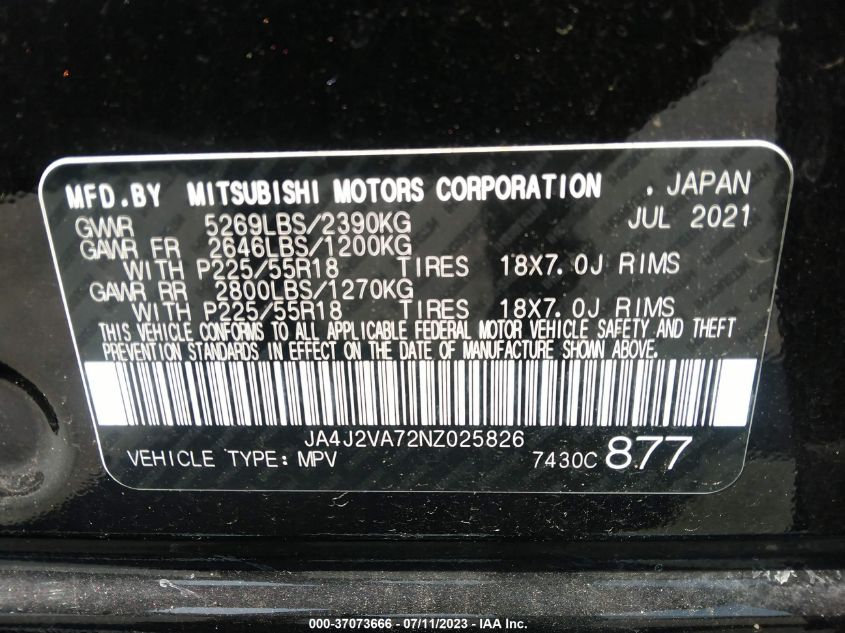 MFD.BY MITSUBISHI MOTORS CORPORATION . JAPAN
GVWR 5269LBS/2390KG JUL 2021
GAWR FR 2646LBS/1200KG
WITH P225/55R18 TIRES 18X7.0J RIMS
GAWR RR 2800LBS/1270KG
WITH P225/55R18 TIRES 18X7.0J RIMS
THIS VEHICLE CONFORMS TO ALL APPLICABLE FEDERAL MOTOR VEHICLE SAFETY AND THEFT
PREVENTION STANDARDS IN EFFECT ON THE DATE OF MANUFACTURE SHOWN ABOVE.
JA4J2VA72NZ025826
VEHICLE TYPE: MPV 7430C 877
000-37073666 - 07/11/2023 - Copyright © 2023 IAA, Inc.